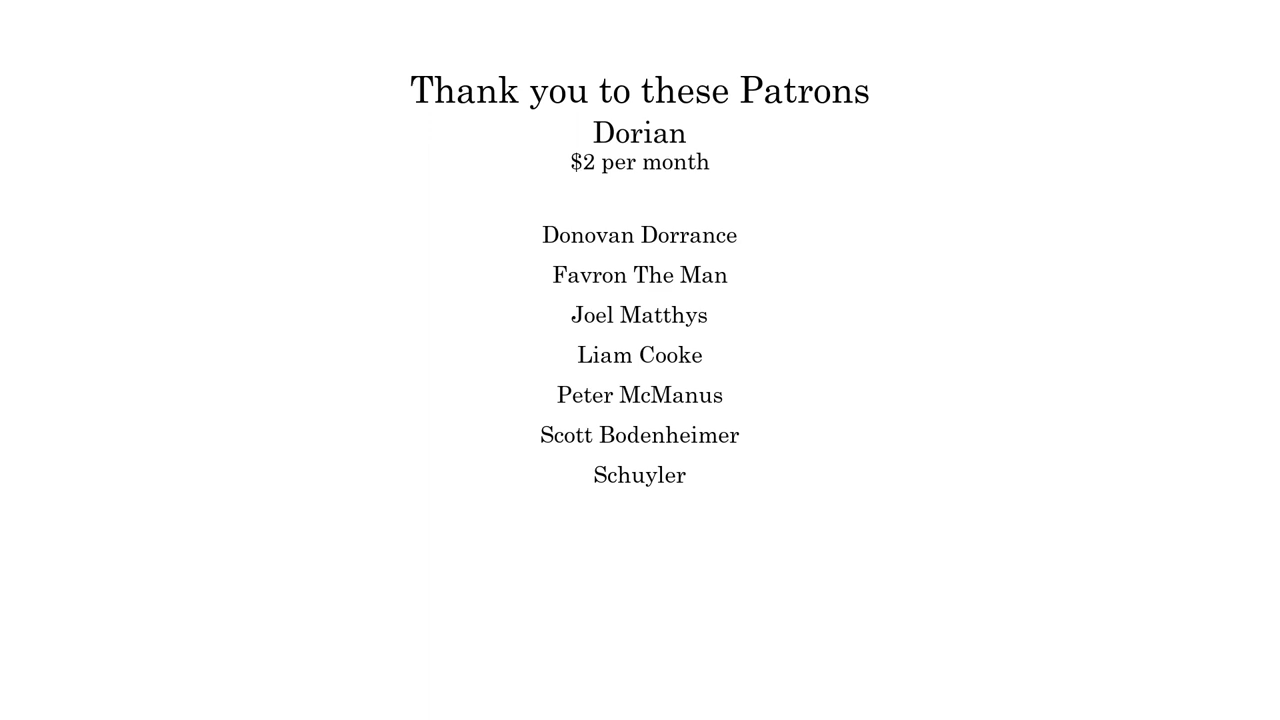 Thank you to these Patrons
Dorian
$2 per month
Donovan Dorrance
Favron The Man
Joel Matthys
Liam Cooke
Peter McManus
Scott Bodenheimer
Schuyler